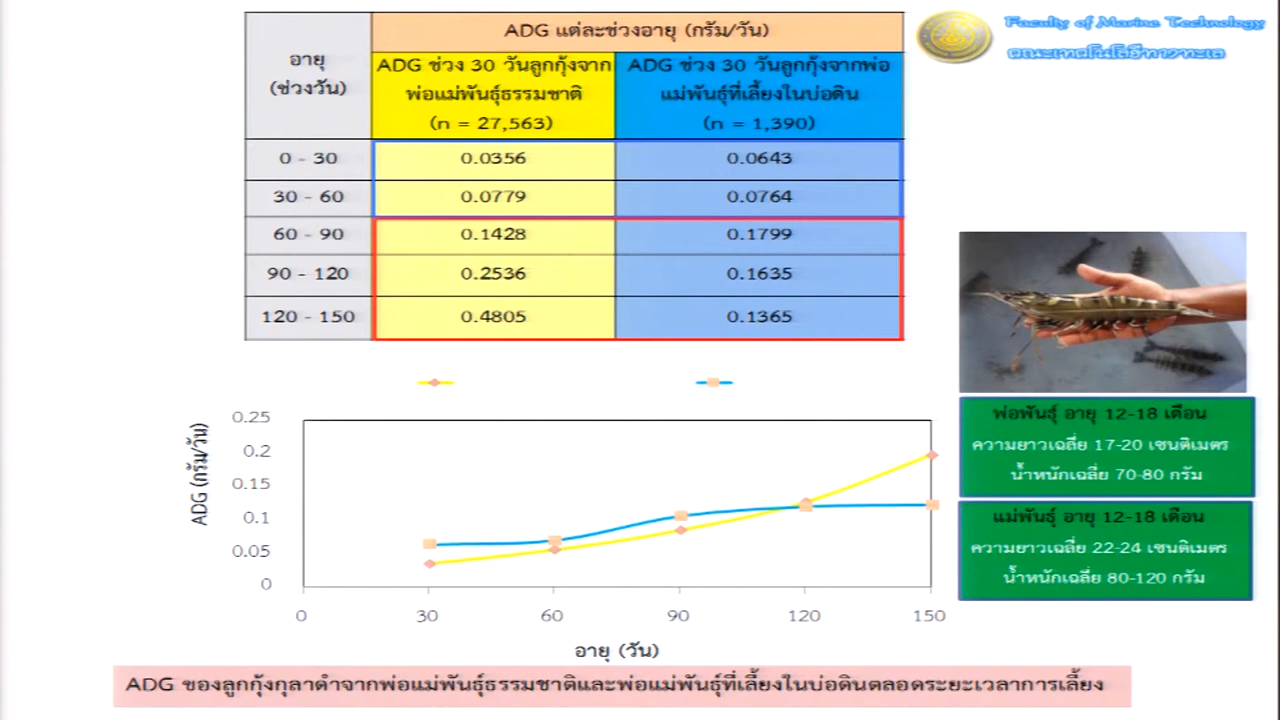 Faculty of Marine Technology
คณะเทคโนโลยีทางทะเล
อายุ
(ช่วงวัน)
ADG แต่ละช่วงอายุ (กรัม/วัน)
ADG ช่วง 30 วันลูกกุ้งจาก
พ่อแม่พันธุ์ธรรมชาติ
(n = 27,563)
ADG ช่วง 30 วันลูกกุ้งจากพ่อ
แม่พันธุ์ที่เลี้ยงในบ่อดิน
(n = 1,390)
0 - 30 0.0356 0.0643
30 - 60 0.0779 0.0764
60 - 90 0.1428 0.1799
90 - 120 0.2536 0.1635
120 - 150 0.4805 0.1365
ADG (กรัม/วัน)
0.25
0.2
0.15
0.1
0.05
0
0 30 60 90 120 150
อายุ (วัน)
พ่อพันธุ์ อายุ 12-18 เดือน
ความยาวเฉลี่ย 17-20 เซนติเมตร
น้ำหนักเฉลี่ย 70-80 กรัม
แม่พันธุ์ อายุ 12-18 เดือน
ความยาวเฉลี่ย 22-24 เซนติเมตร
น้ำหนักเฉลี่ย 80-120 กรัม
ADG ของลูกกุ้งกุลาดำจากพ่อแม่พันธุ์ธรรมชาติและพ่อแม่พันธุ์ที่เลี้ยงในบ่อดินตลอดระยะเวลาการเลี้ยง